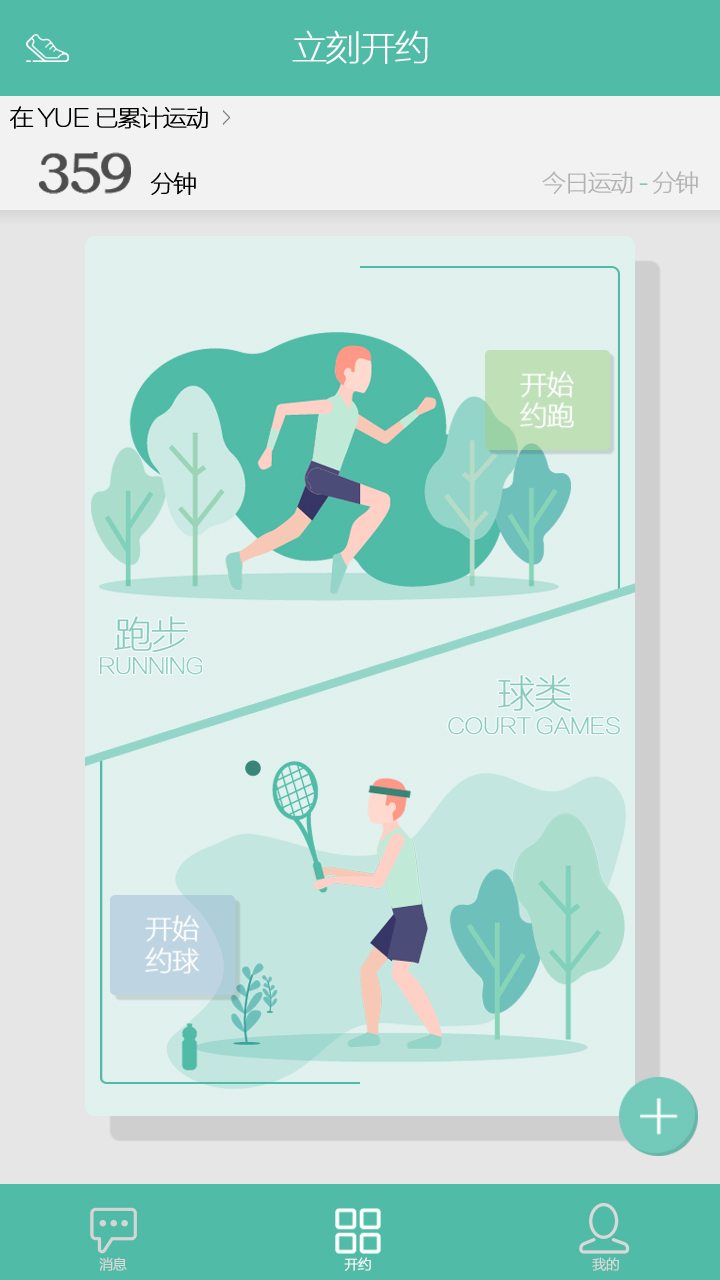 立刻开约
在 YUE 已累计运动
359 分钟
今日运动 - 分钟
开始
约跑
跑步
RUNNING
球类
COURT GAMES
开始
约球
消息
开约
我的